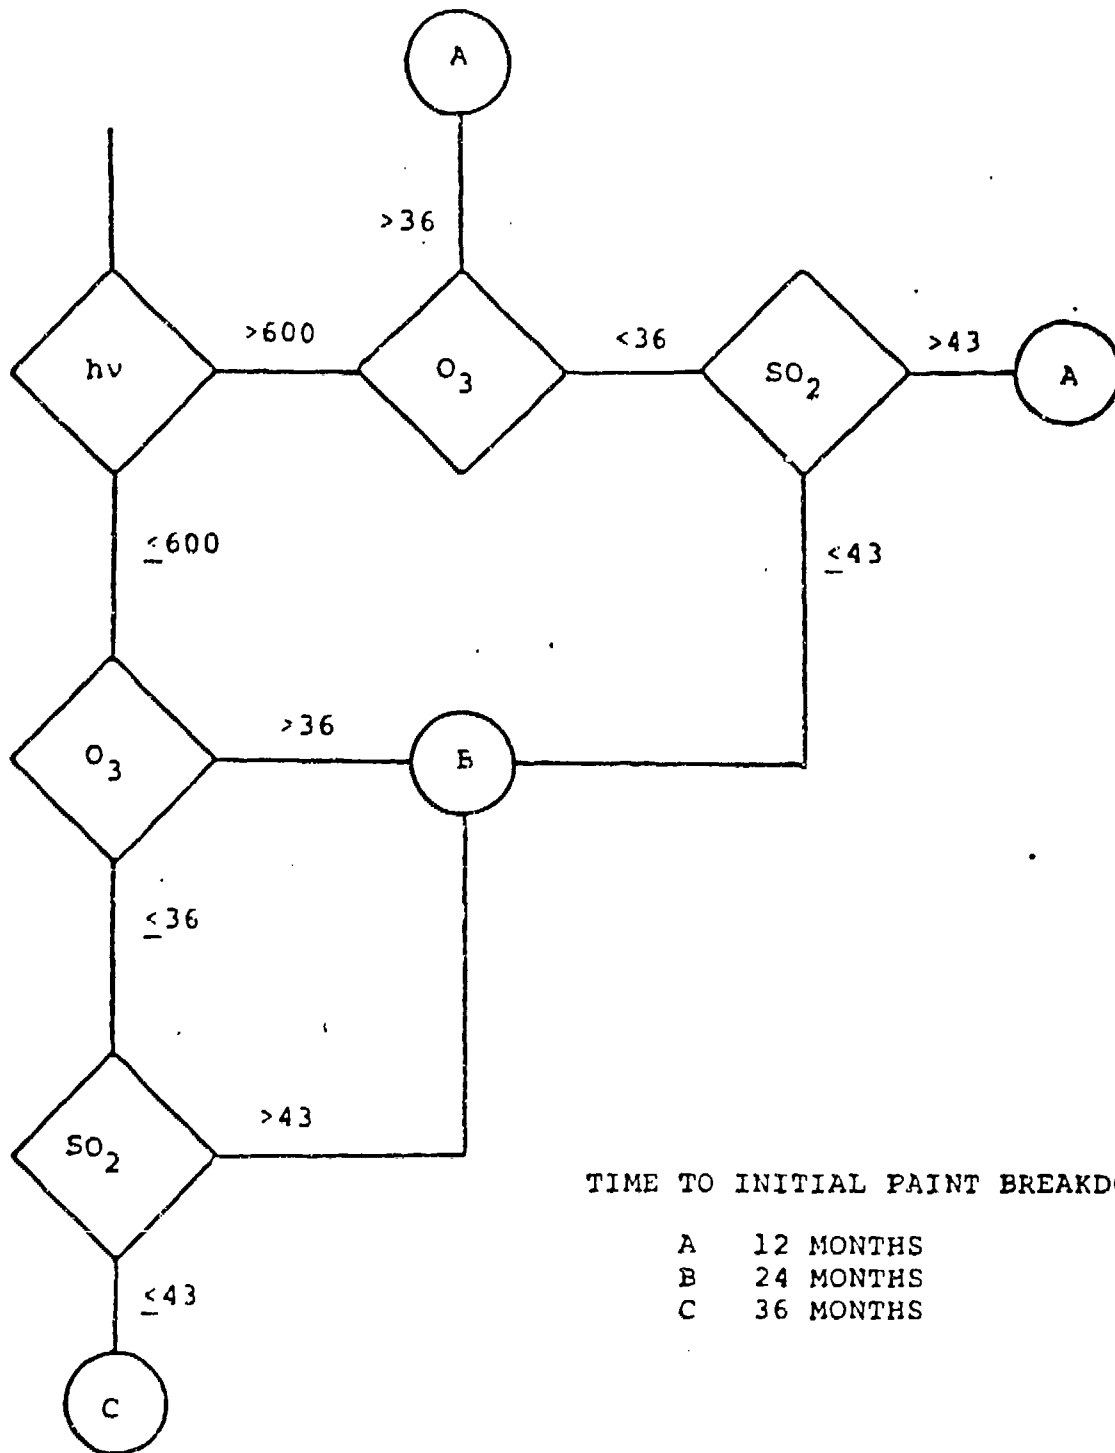 A
>36
hν
>600
O3
<36
SO2
>43
A
≤600
≤43
O3
>36
B
≤36
SO2
>43
≤43
C
TIME TO INITIAL PAINT BREAKD
A 12 MONTHS
B 24 MONTHS
C 36 MONTHS